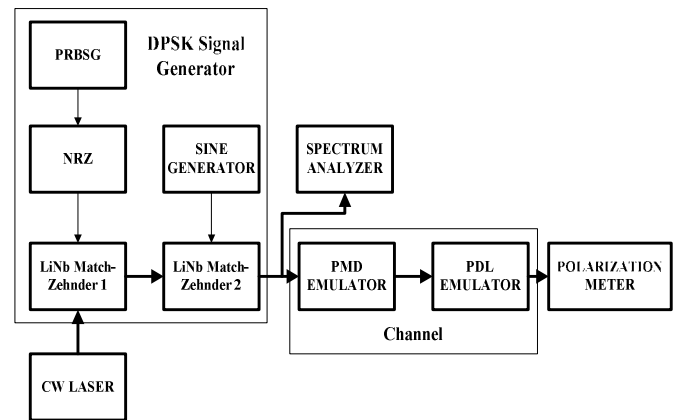 PRBSG
DPSK Signal
Generator
NRZ
SINE
GENERATOR
SPECTRUM
ANALYZER
LiNb Match-
Zehnder 1
LiNb Match-
Zehnder 2
PMD
EMULATOR
PDL
EMULATOR
POLARIZATION
METER
Channel
CW LASER